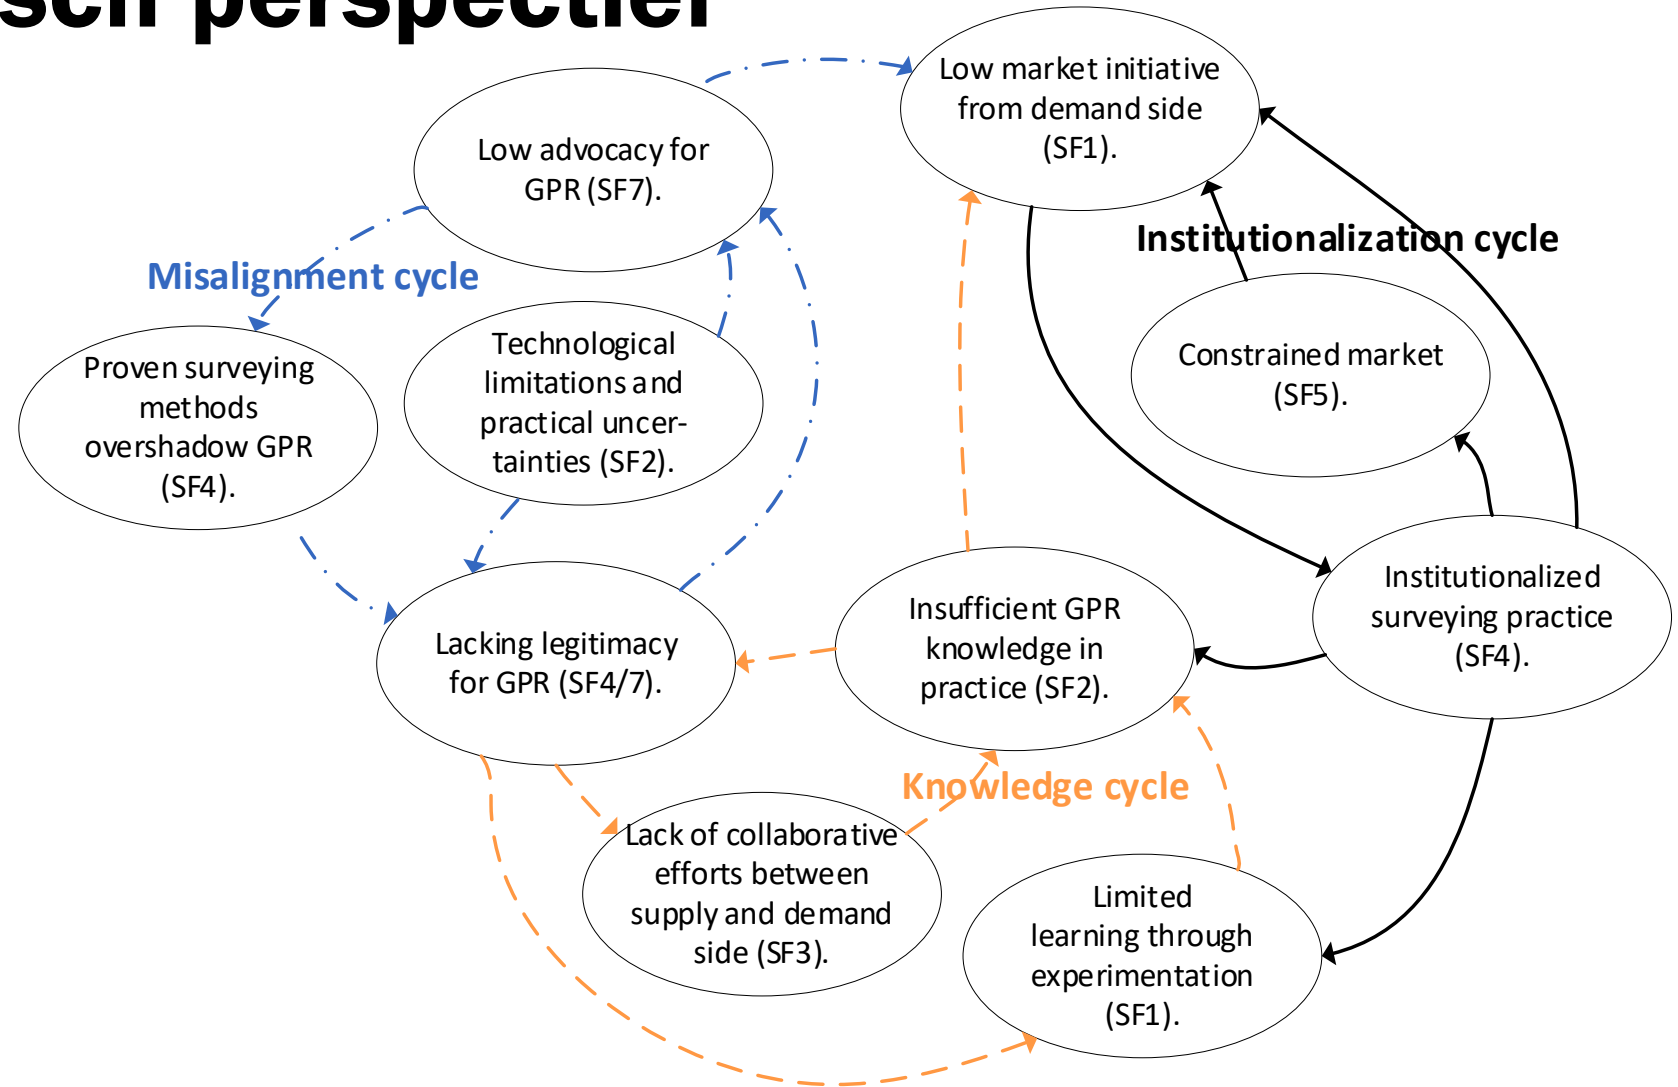 sch perspectief
Low market initiative
from demand side
(SF1).
Low advocacy for
GPR (SF7).
Institutionalization cycle
Misalignment cycle
Technological
limitations and
practical uncer-
tainties (SF2).
Constrained market
(SF5).
Proven surveying
methods
overshadow GPR
(SF4).
Institutionalized
surveying practice
(SF4).
Insufficient GPR
knowledge in
practice (SF2).
Lacking legitimacy
for GPR (SF4/7).
Knowledge cycle
Lack of collaborative
efforts between
supply and demand
side (SF3).
Limited
learning through
experimentation
(SF1).